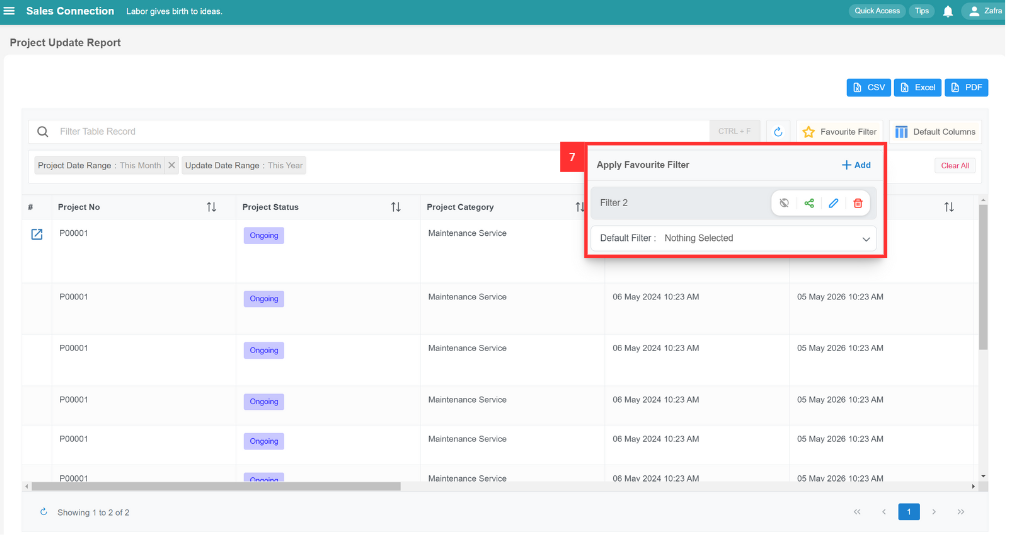 Sales Connection Labor gives birth to ideas. Quick Access Tips Zafra
Project Update Report
CSV Excel PDF
Filter Table Record CTRL + F Favourite Filter Default Columns
7 Apply Favourite Filter + Add
Project Date Range : This Month X Update Date Range : This Year Clear All
Filter 2
# Project No Project Status Project Category
Default Filter : Nothing Selected
P00001 Ongoing Maintenance Service
P00001 Ongoing Maintenance Service 06 May 2024 10:23 AM 05 May 2026 10:23 AM
P00001 Ongoing Maintenance Service 06 May 2024 10:23 AM 05 May 2026 10:23 AM
P00001 Ongoing Maintenance Service 06 May 2024 10:23 AM 05 May 2026 10:23 AM
P00001 Ongoing Maintenance Service 06 May 2024 10:23 AM 05 May 2026 10:23 AM
P00001 Ongoing Maintenance Service 06 May 2024 10:23 AM 05 May 2026 10:23 AM
Showing 1 to 2 of 2 << < 1 > >>